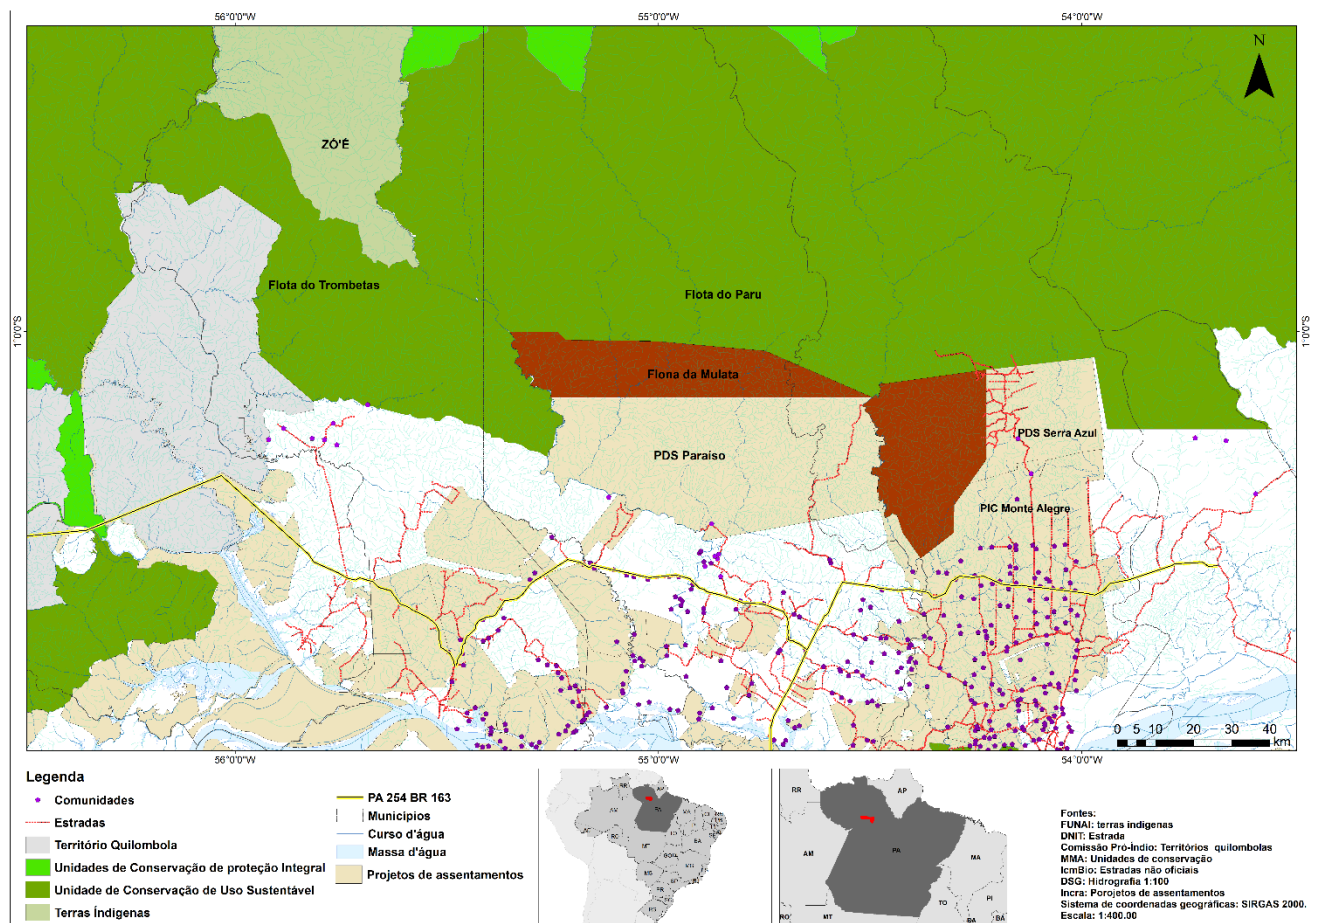 56°0'0"W 55°0'0"W 54°0'0"W
N
ZÓ'É
Flota do Trombetas
Flota do Paru
1°0'0"S 1°0'0"S
Flona da Mulata
PDS Serra Azul
PDS Paraíso
PIC Monte Alegre
0 5 10 20 30 40
km
56°0'0"W 55°0'0"W 54°0'0"W
Legenda
Comunidades
Estradas
Território Quilombola
Unidades de Conservação de proteção Integral
Unidade de Conservação de Uso Sustentável
Terras Índigenas
PA 254 BR 163
Municipios
Curso d'água
Massa d'água
Projetos de assentamentos
RR AP
AM PA MA
PI
TO
RO MT BA BA
Fontes:
FUNAI: terras indigenas
DNIT: Estrada
Comissão Pró-Índio: Territórios quilombolas
MMA: Unidades de conservação
IcmBio: Estradas não oficiais
DSG: Hidrografia 1:100
Incra: Porojetos de assentamentos
Sistema de coordenadas geográficas: SIRGAS 2000.
Escala: 1:400.00